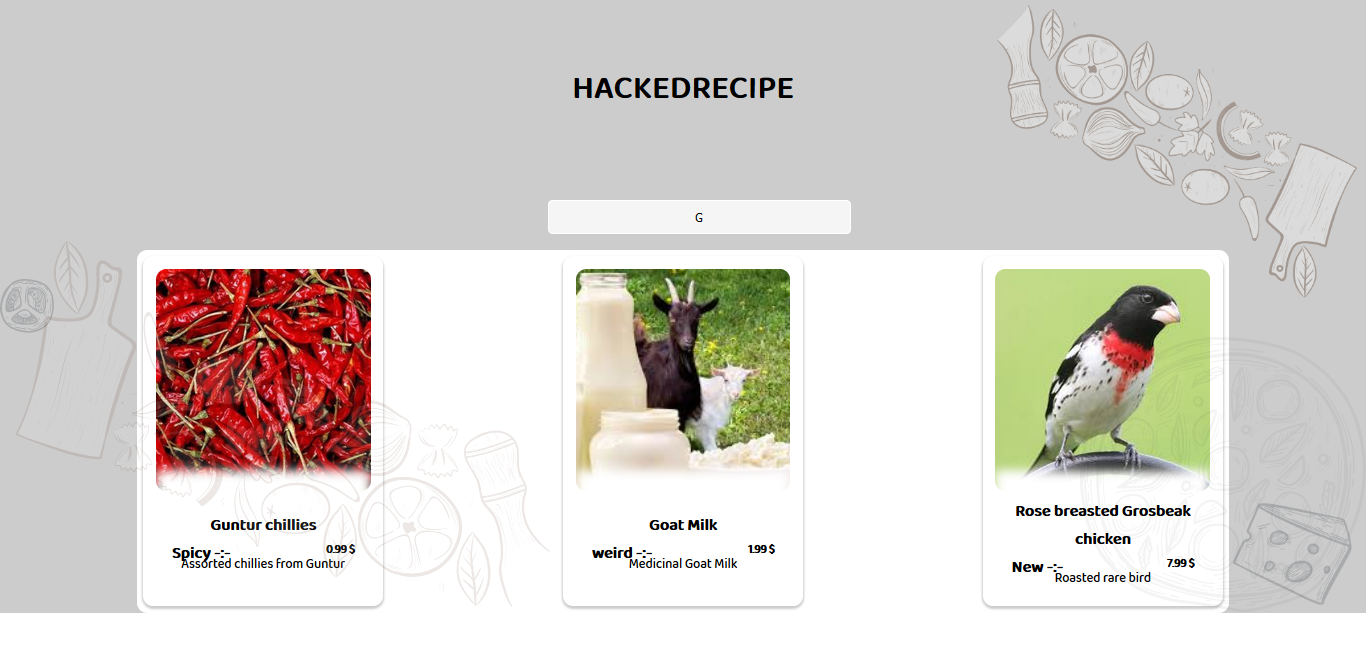 HACKEDRECIPE
G
Guntur chillies
Spicy -:-
0.99 $
Assorted chillies from Guntur
Goat Milk
weird -:-
1.99 $
Medicinal Goat Milk
Rose breasted Grosbeak
chicken
New -:-
7.99 $
Roasted rare bird